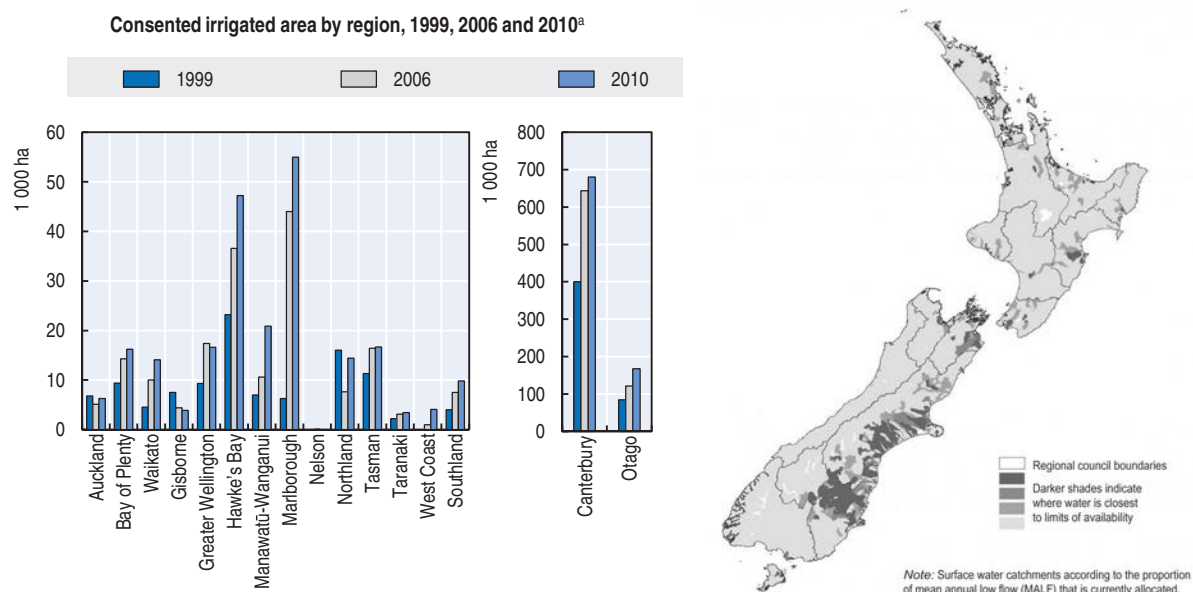 Consented irrigated area by region, 1999, 2006 and 2010ᵃ
1999
2006
2010
1 000 ha
60
50
40
30
20
10
0
Auckland
Bay of Plenty
Waikato
Gisborne
Greater Wellington
Hawke's Bay
Manawatū-Wanganui
Marlborough
Nelson
Northland
Tasman
Taranaki
West Coast
Southland
1 000 ha
800
700
600
500
400
300
200
100
0
Canterbury
Otago
Regional council boundaries
Darker shades indicate
where water is closest
to limits of availability
Note: Surface water catchments according to the proportion
of mean annual low flow (MALF) that is currently allocated.